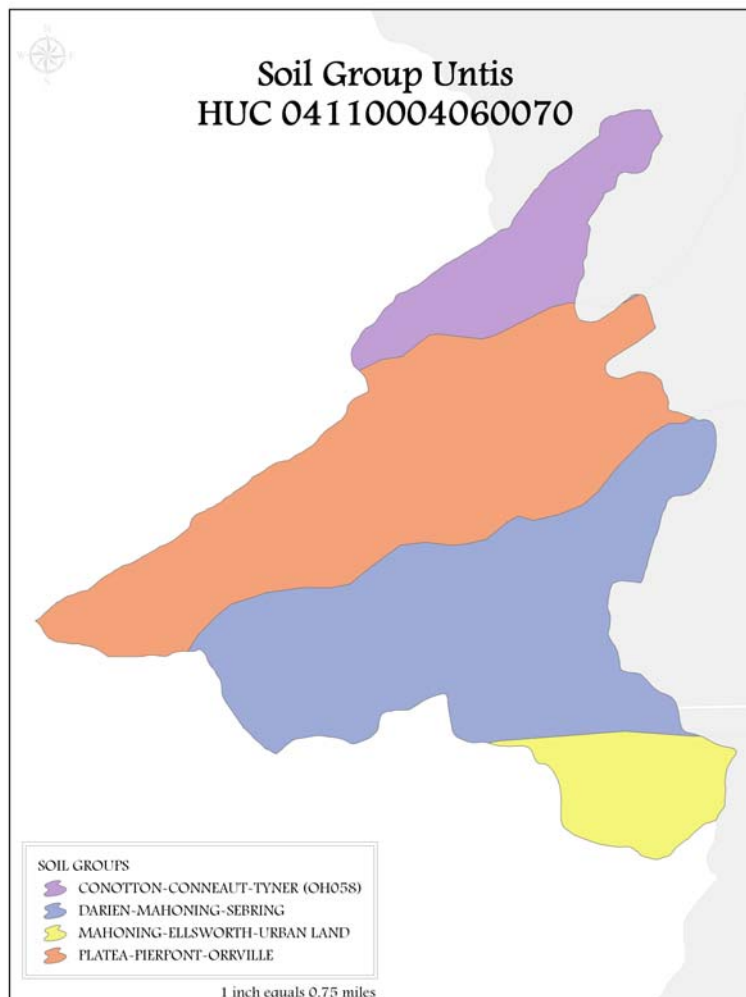 Soil Group Untis
HUC 04110004060070
SOIL GROUPS
CONOTTON-CONNEAUT-TYNER (OH058)
DARIEN-MAHONING-SEBRING
MAHONING-ELLSWORTH-URBAN LAND
PLATEA-PIERPONT-ORRVILLE
1 inch equals 0.75 miles